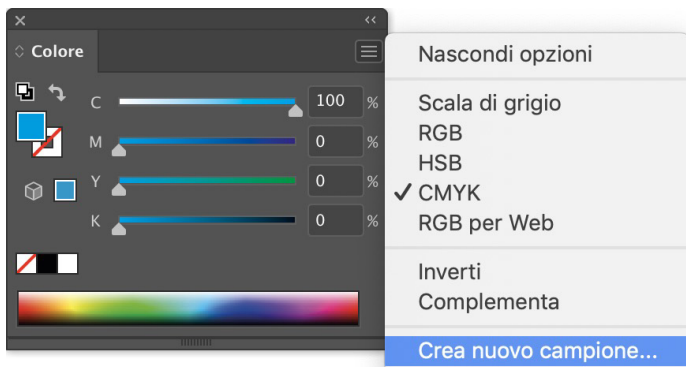 Colore
C 100 %
M 0 %
Y 0 %
K 0 %
Nascondi opzioni
Scala di grigio
RGB
HSB
✓ CMYK
RGB per Web
Inverti
Complementa
Crea nuovo campione...